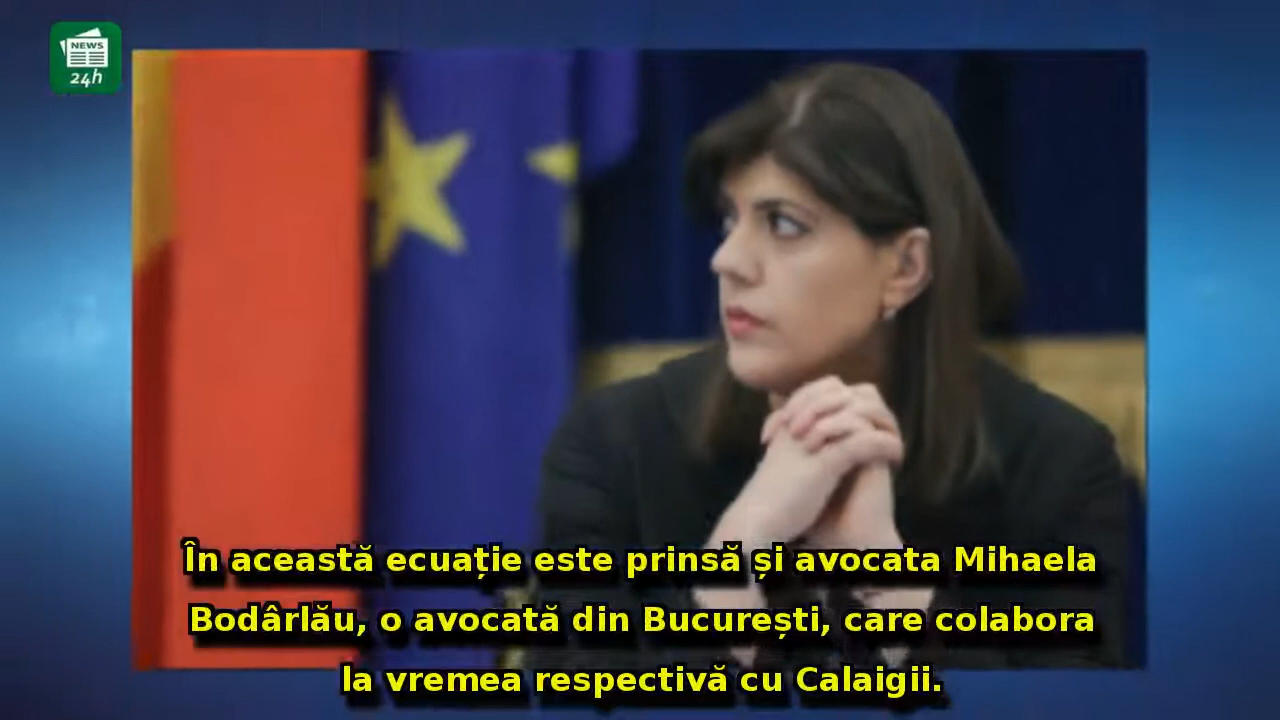 NEWS
24h
În această ecuație este prinsă și avocata Mihaela
Bodârlău, o avocată din București, care colabora
la vremea respectivă cu Calaigii.